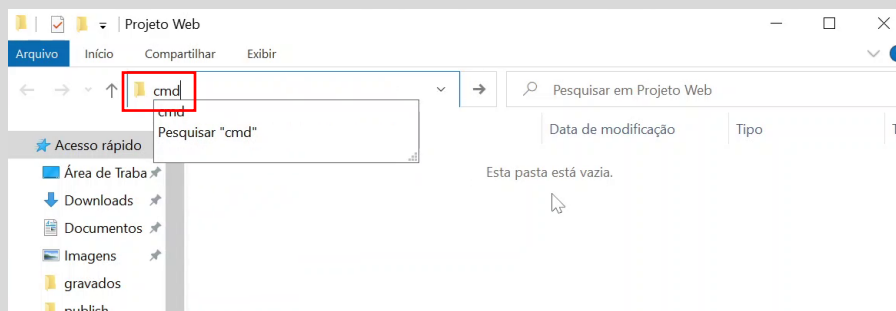 Projeto Web
Arquivo Início Compartilhar Exibir
cmd
Pesquisar em Projeto Web
cmd
Pesquisar "cmd"
Data de modificação Tipo
Esta pasta está vazia.
Acesso rápido
Área de Traba
Downloads
Documentos
Imagens
gravados
publish